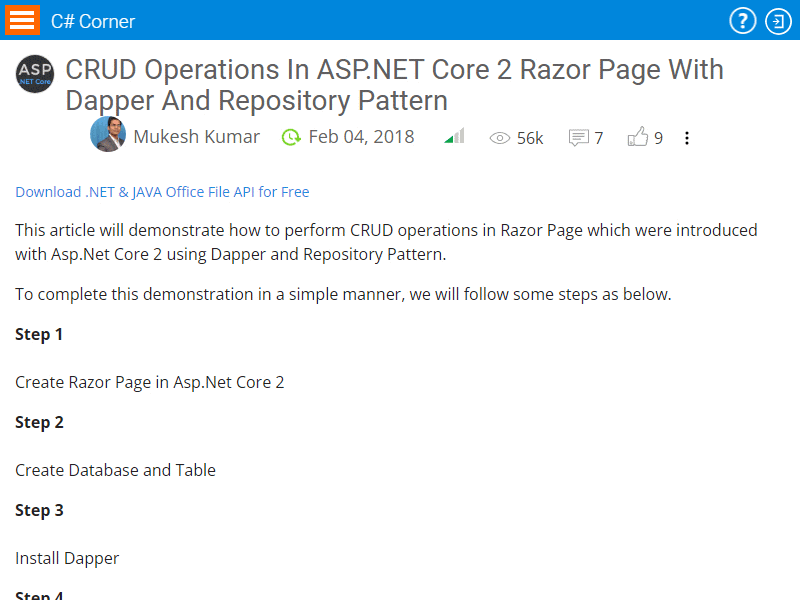 C# Corner
?
ASP
.NET Core
CRUD Operations In ASP.NET Core 2 Razor Page With
Dapper And Repository Pattern
Mukesh Kumar Feb 04, 2018 56k 7 9
Download .NET & JAVA Office File API for Free
This article will demonstrate how to perform CRUD operations in Razor Page which were introduced
with Asp.Net Core 2 using Dapper and Repository Pattern.
To complete this demonstration in a simple manner, we will follow some steps as below.
Step 1
Create Razor Page in Asp.Net Core 2
Step 2
Create Database and Table
Step 3
Install Dapper
Step 4